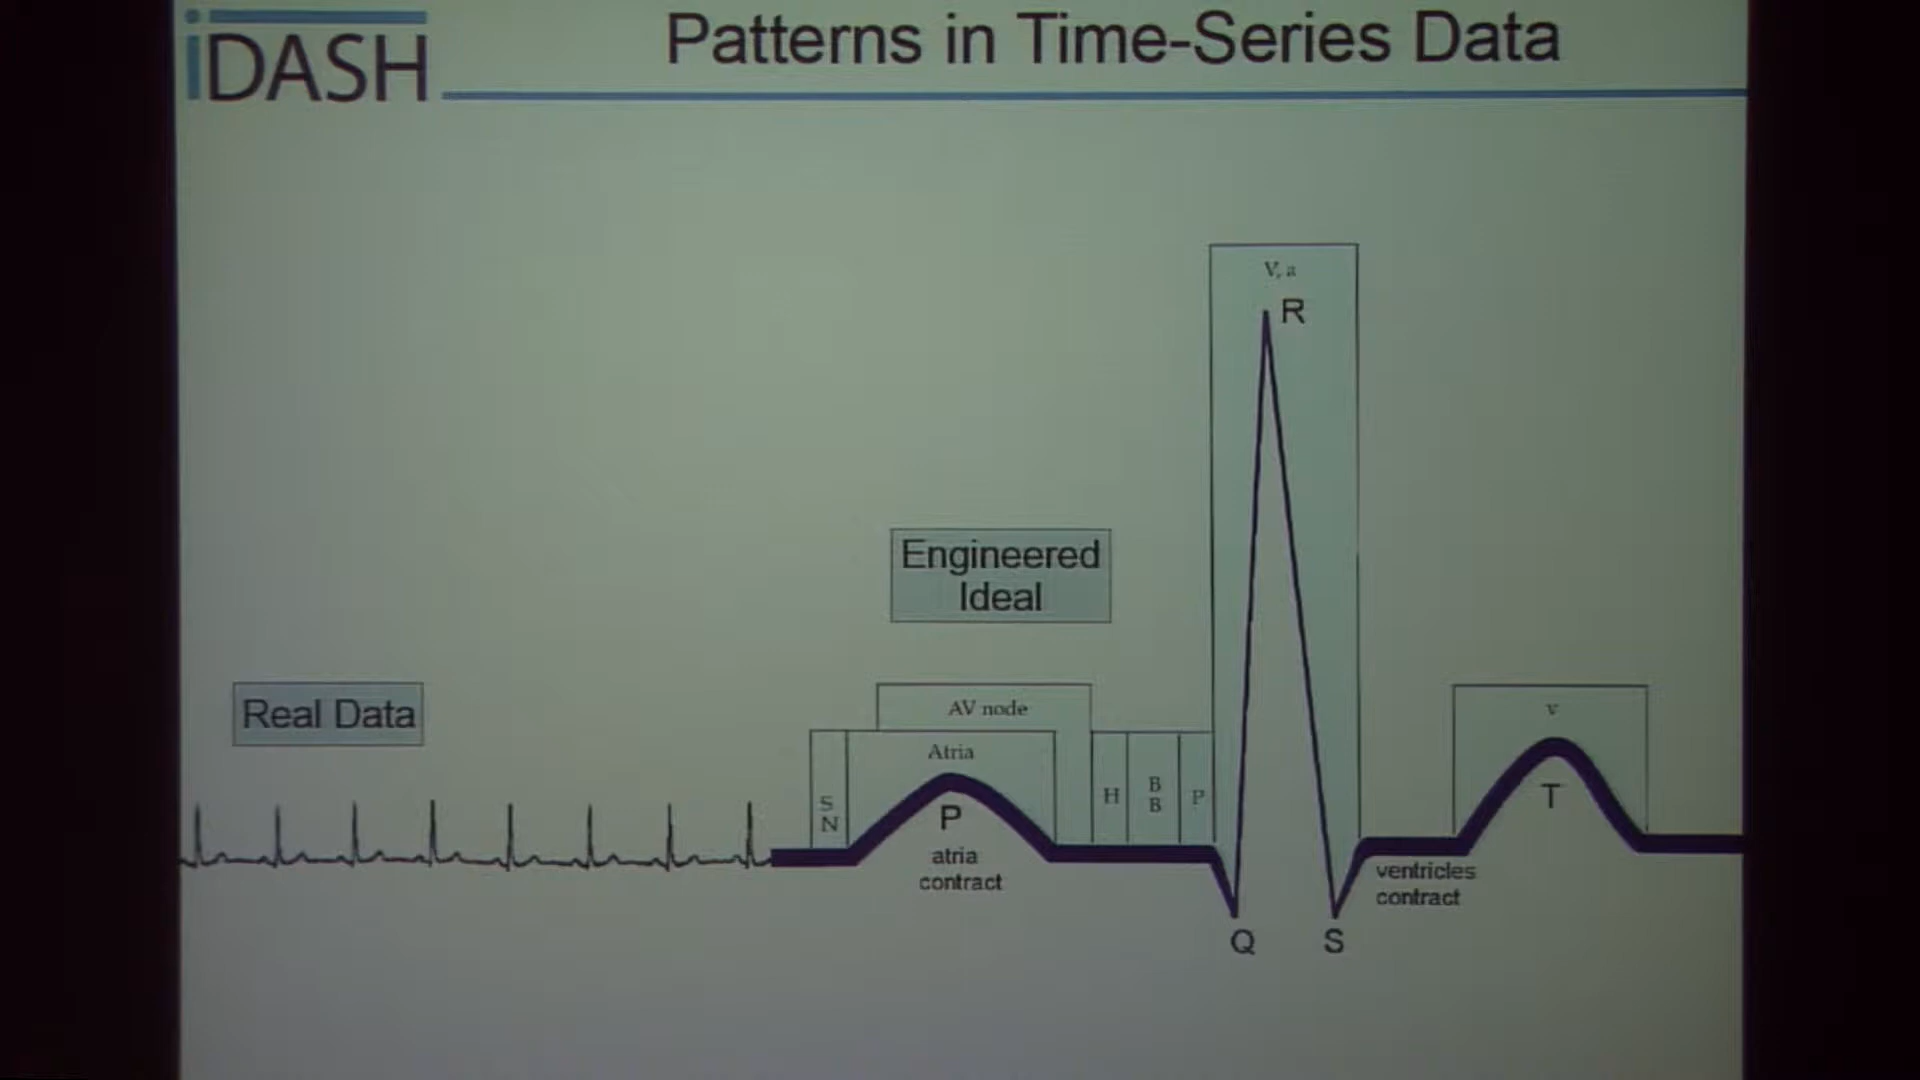 iDASH
Patterns in Time-Series Data
V, a
R
Engineered
Ideal
Real Data
AV node
Atria
S
N
P
atria
contract
H
B
B
P
v
T
ventricles
contract
Q
S